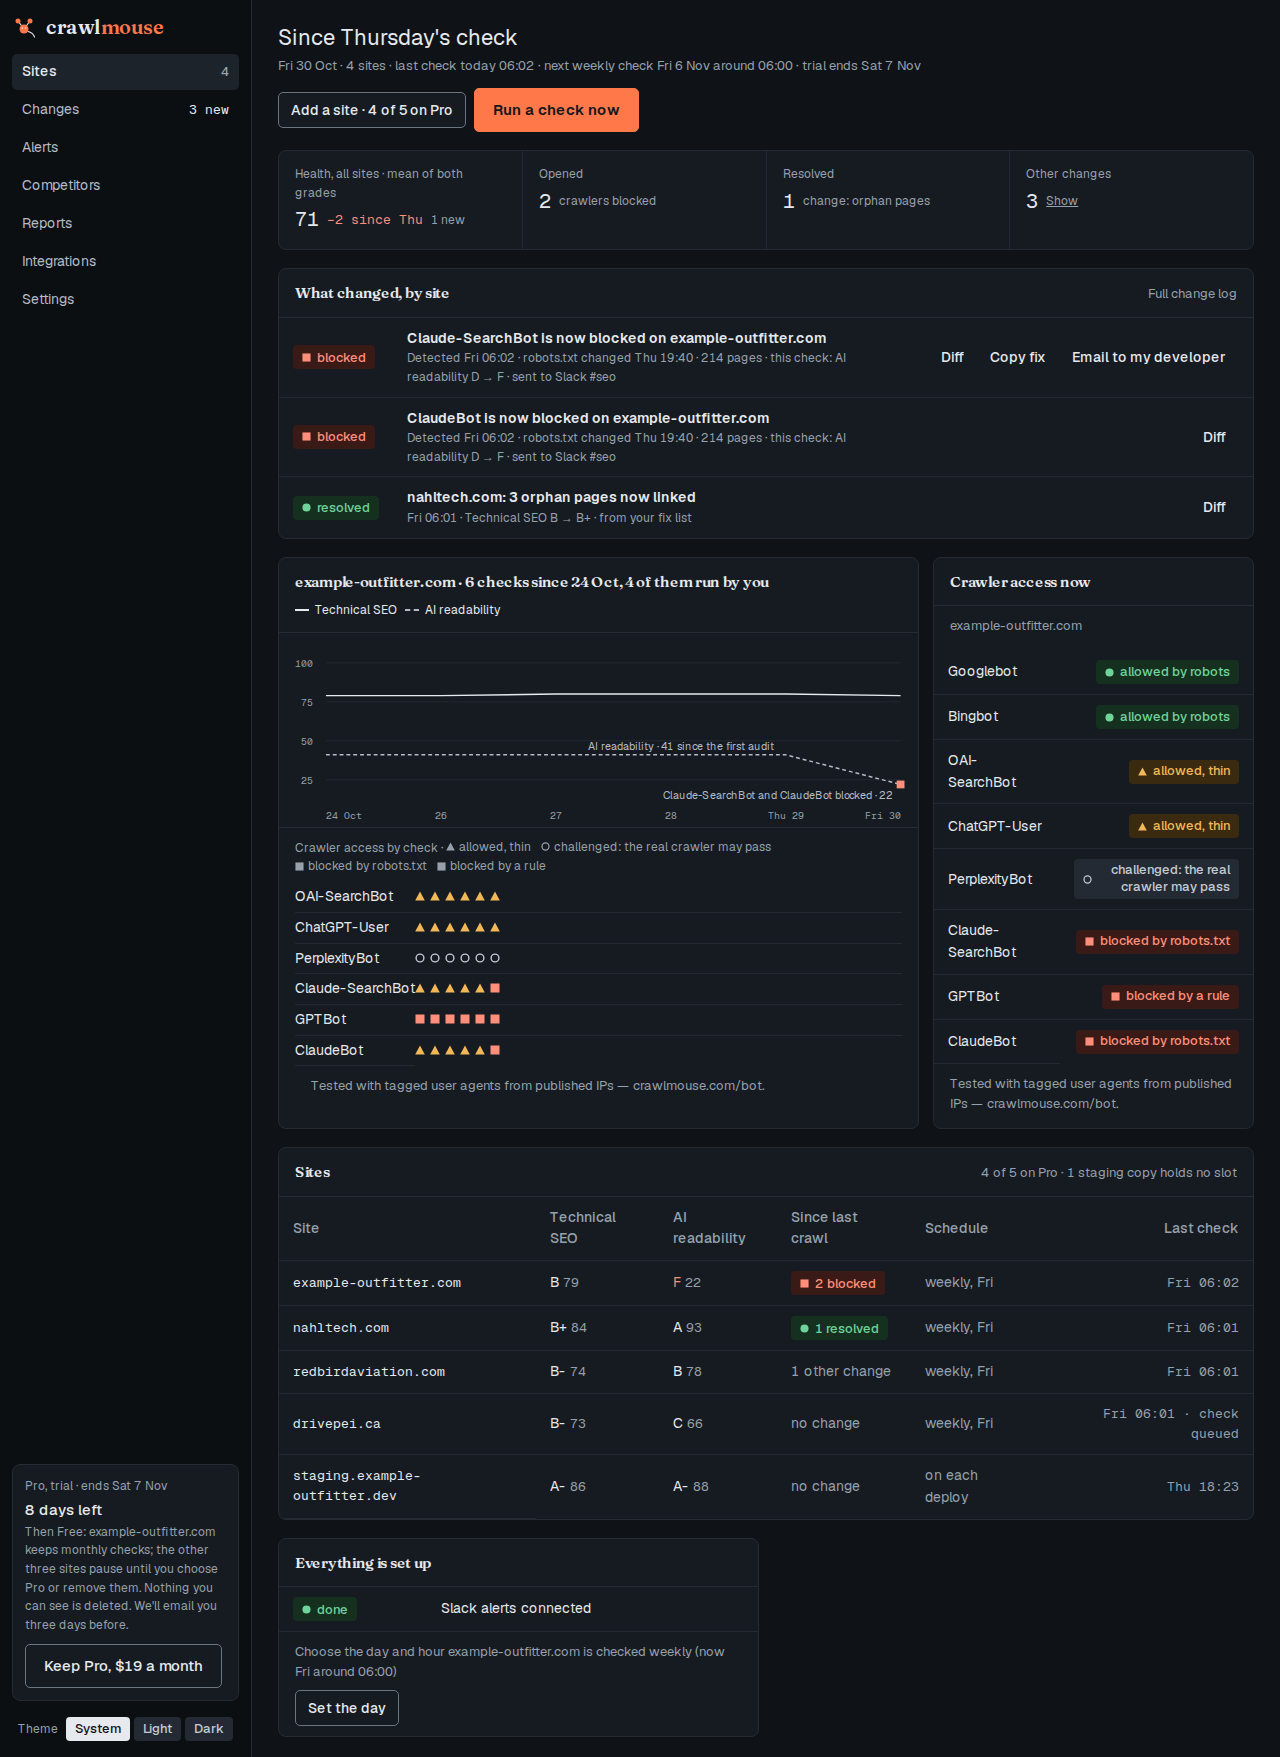 crawlmouse
Sites 4
Changes 3 new
Alerts
Competitors
Reports
Integrations
Settings
Pro, trial · ends Sat 7 Nov
8 days left
Then Free: example-outfitter.com
keeps monthly checks; the other
three sites pause until you choose
Pro or remove them. Nothing you
can see is deleted. We'll email you
three days before.
Keep Pro, $19 a month
Theme System Light Dark
Since Thursday's check
Fri 30 Oct · 4 sites · last check today 06:02 · next weekly check Fri 6 Nov around 06:00 · trial ends Sat 7 Nov
Add a site · 4 of 5 on Pro
Run a check now
Health, all sites · mean of both
grades
71 −2 since Thu 1 new
Opened
2 crawlers blocked
Resolved
1 change: orphan pages
Other changes
3 Show
What changed, by site
Full change log
blocked
Claude-SearchBot is now blocked on example-outfitter.com
Detected Fri 06:02 · robots.txt changed Thu 19:40 · 214 pages · this check: AI
readability D → F · sent to Slack #seo
Diff Copy fix Email to my developer
blocked
ClaudeBot is now blocked on example-outfitter.com
Detected Fri 06:02 · robots.txt changed Thu 19:40 · 214 pages · this check: AI
readability D → F · sent to Slack #seo
Diff
resolved
nahltech.com: 3 orphan pages now linked
Fri 06:01 · Technical SEO B → B+ · from your fix list
Diff
example-outfitter.com · 6 checks since 24 Oct, 4 of them run by you
Technical SEO AI readability
100
75
50
25
AI readability · 41 since the first audit
Claude-SearchBot and ClaudeBot blocked · 22
24 Oct 26 27 28 Thu 29 Fri 30
Crawler access by check · allowed, thin challenged: the real crawler may pass
blocked by robots.txt blocked by a rule
OAI-SearchBot
ChatGPT-User
PerplexityBot
Claude-SearchBot
GPTBot
ClaudeBot
Tested with tagged user agents from published IPs — crawlmouse.com/bot.
Crawler access now
example-outfitter.com
Googlebot allowed by robots
Bingbot allowed by robots
OAI-
SearchBot
allowed, thin
ChatGPT-User allowed, thin
PerplexityBot
challenged: the real
crawler may pass
Claude-
SearchBot
blocked by robots.txt
GPTBot blocked by a rule
ClaudeBot blocked by robots.txt
Tested with tagged user agents from published
IPs — crawlmouse.com/bot.
Sites
4 of 5 on Pro · 1 staging copy holds no slot
Site
Technical
SEO
AI
readability
Since last
crawl
Schedule
Last check
example-outfitter.com B 79 F 22 2 blocked weekly, Fri Fri 06:02
nahltech.com B+ 84 A 93 1 resolved weekly, Fri Fri 06:01
redbirdaviation.com B- 74 B 78 1 other change weekly, Fri Fri 06:01
drivepei.ca B- 73 C 66 no change weekly, Fri
Fri 06:01 · check
queued
staging.example-
outfitter.dev
A- 86 A- 88 no change
on each
deploy
Thu 18:23
Everything is set up
done Slack alerts connected
Choose the day and hour example-outfitter.com is checked weekly (now
Fri around 06:00)
Set the day